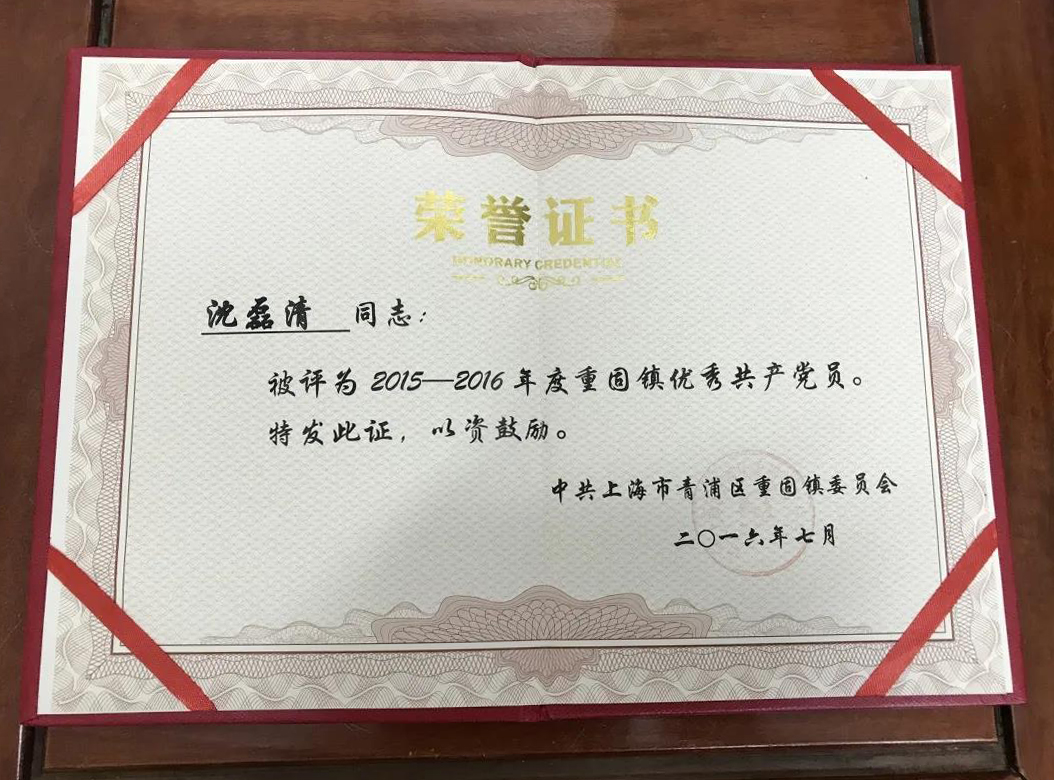 荣誉证书
HONORARY CREDENTIAL
沈磊清 同志：
被评为 2015—2016 年度重固镇优秀共产党员。
特发此证，以资鼓励。
中共上海市青浦区重固镇委员会
二〇一六年七月